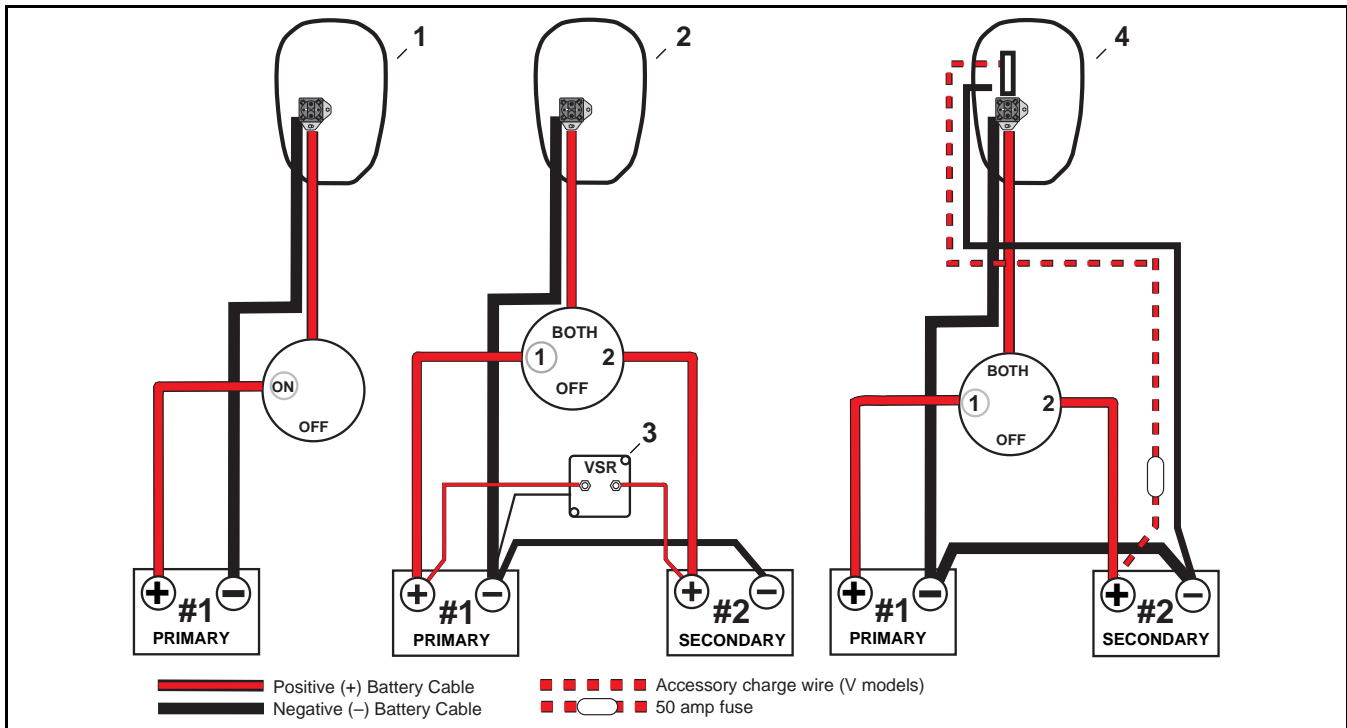 1
ON
OFF
+
−
#1
PRIMARY
2
BOTH
1
2
OFF
3
VSR
+
−
#1
PRIMARY
+
−
#2
SECONDARY
4
BOTH
1
2
OFF
+
−
#1
PRIMARY
+
−
#2
SECONDARY
Positive (+) Battery Cable
Negative (–) Battery Cable
Accessory charge wire (V models)
50 amp fuse